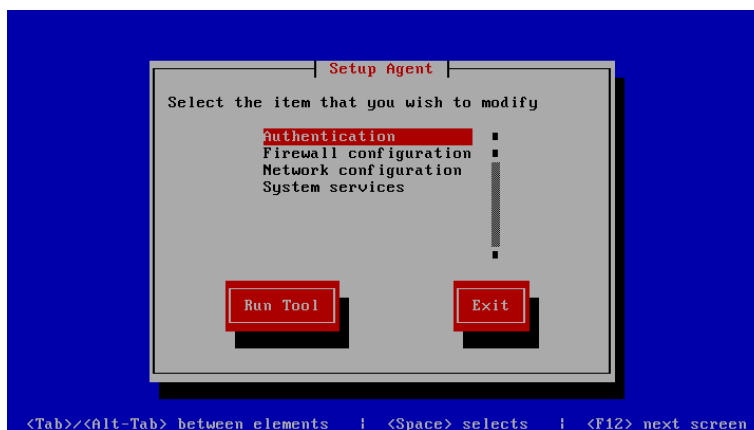 Setup Agent
Select the item that you wish to modify
Authentication
Firewall configuration
Network configuration
System services
Run Tool
Exit
<Tab>/<Alt-Tab> between elements | <Space> selects | <F12> next screen